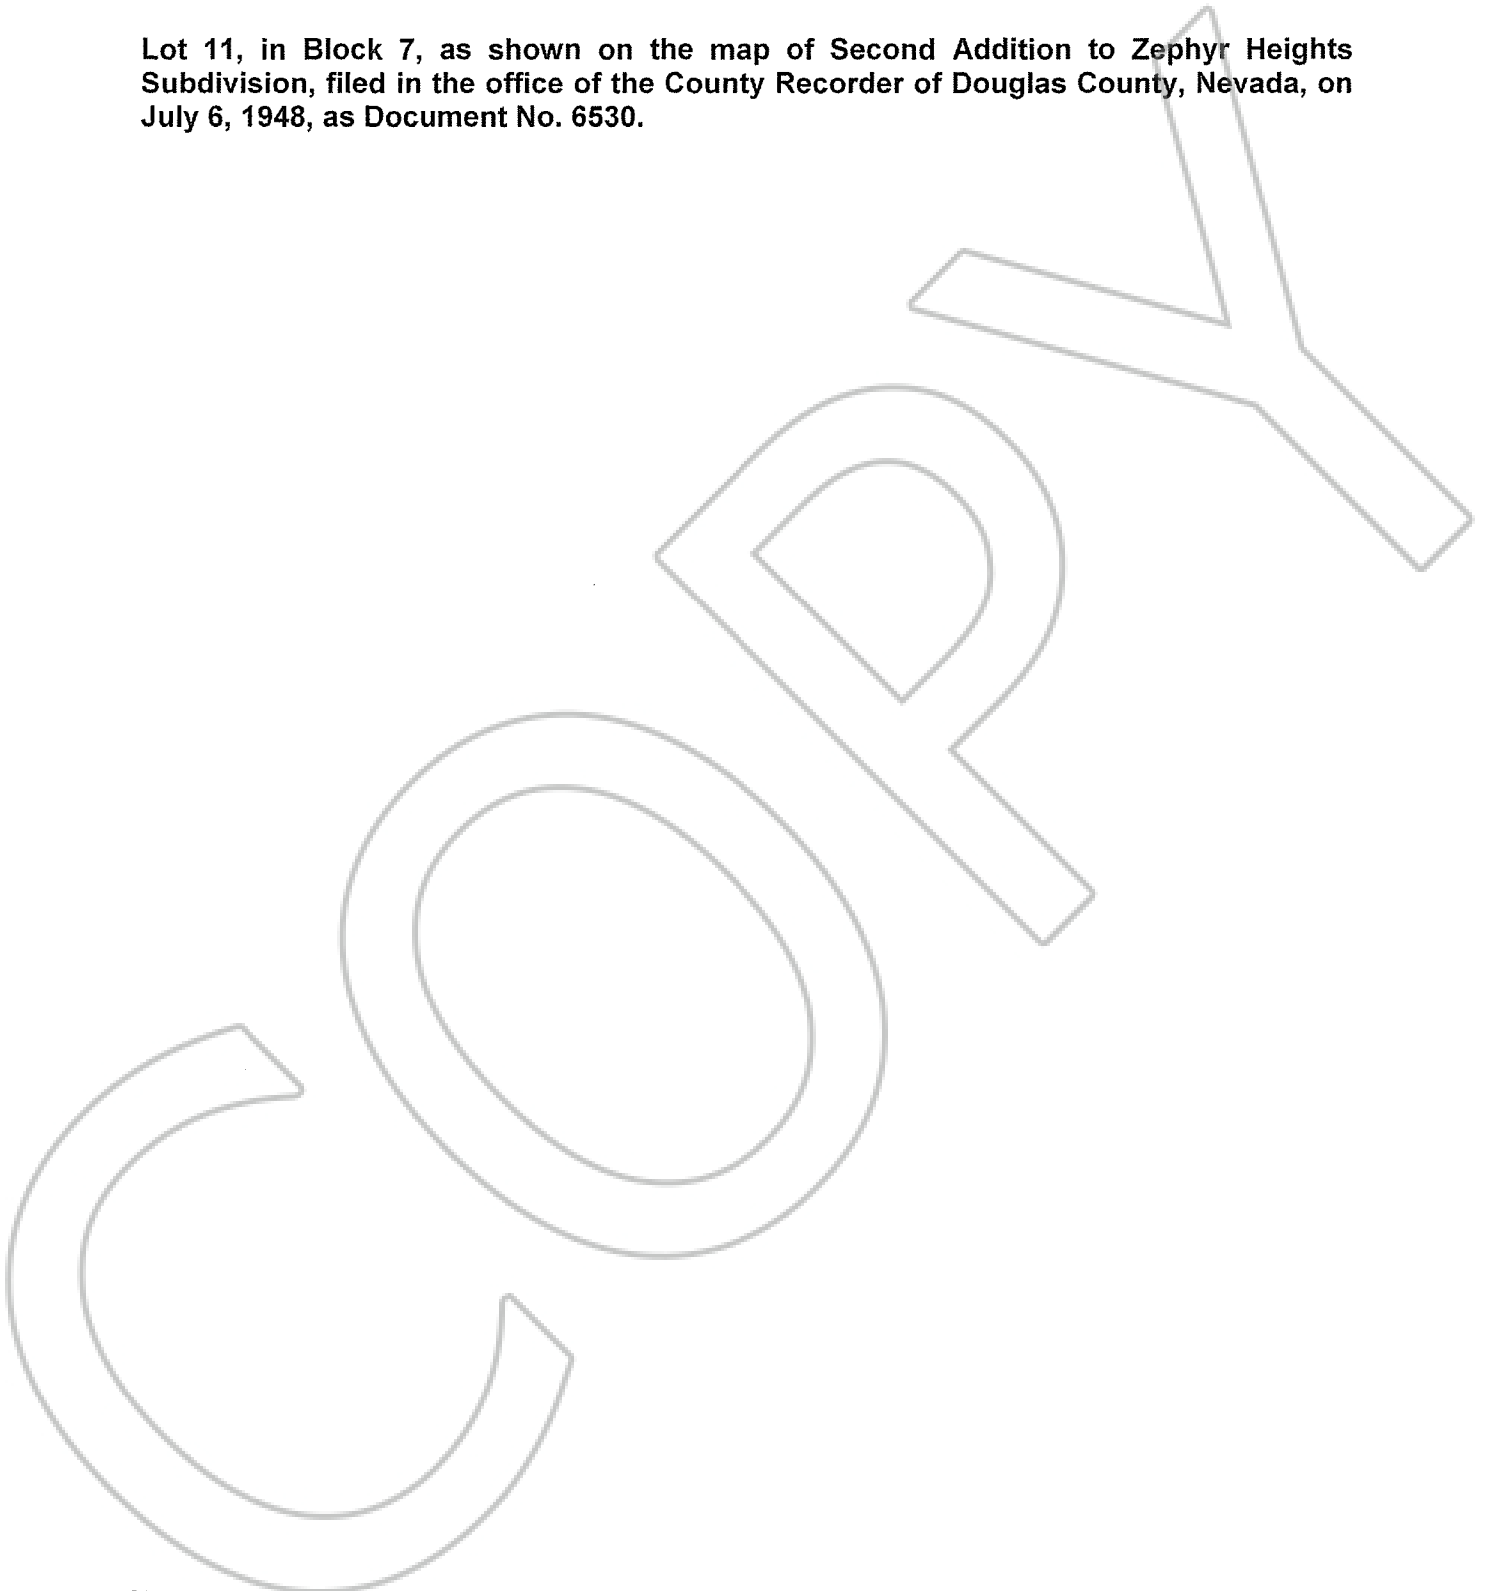 Lot 11, in Block 7, as shown on the map of Second Addition to Zephyr Heights
Subdivision, filed in the office of the County Recorder of Douglas County, Nevada, on
July 6, 1948, as Document No. 6530.
COPY